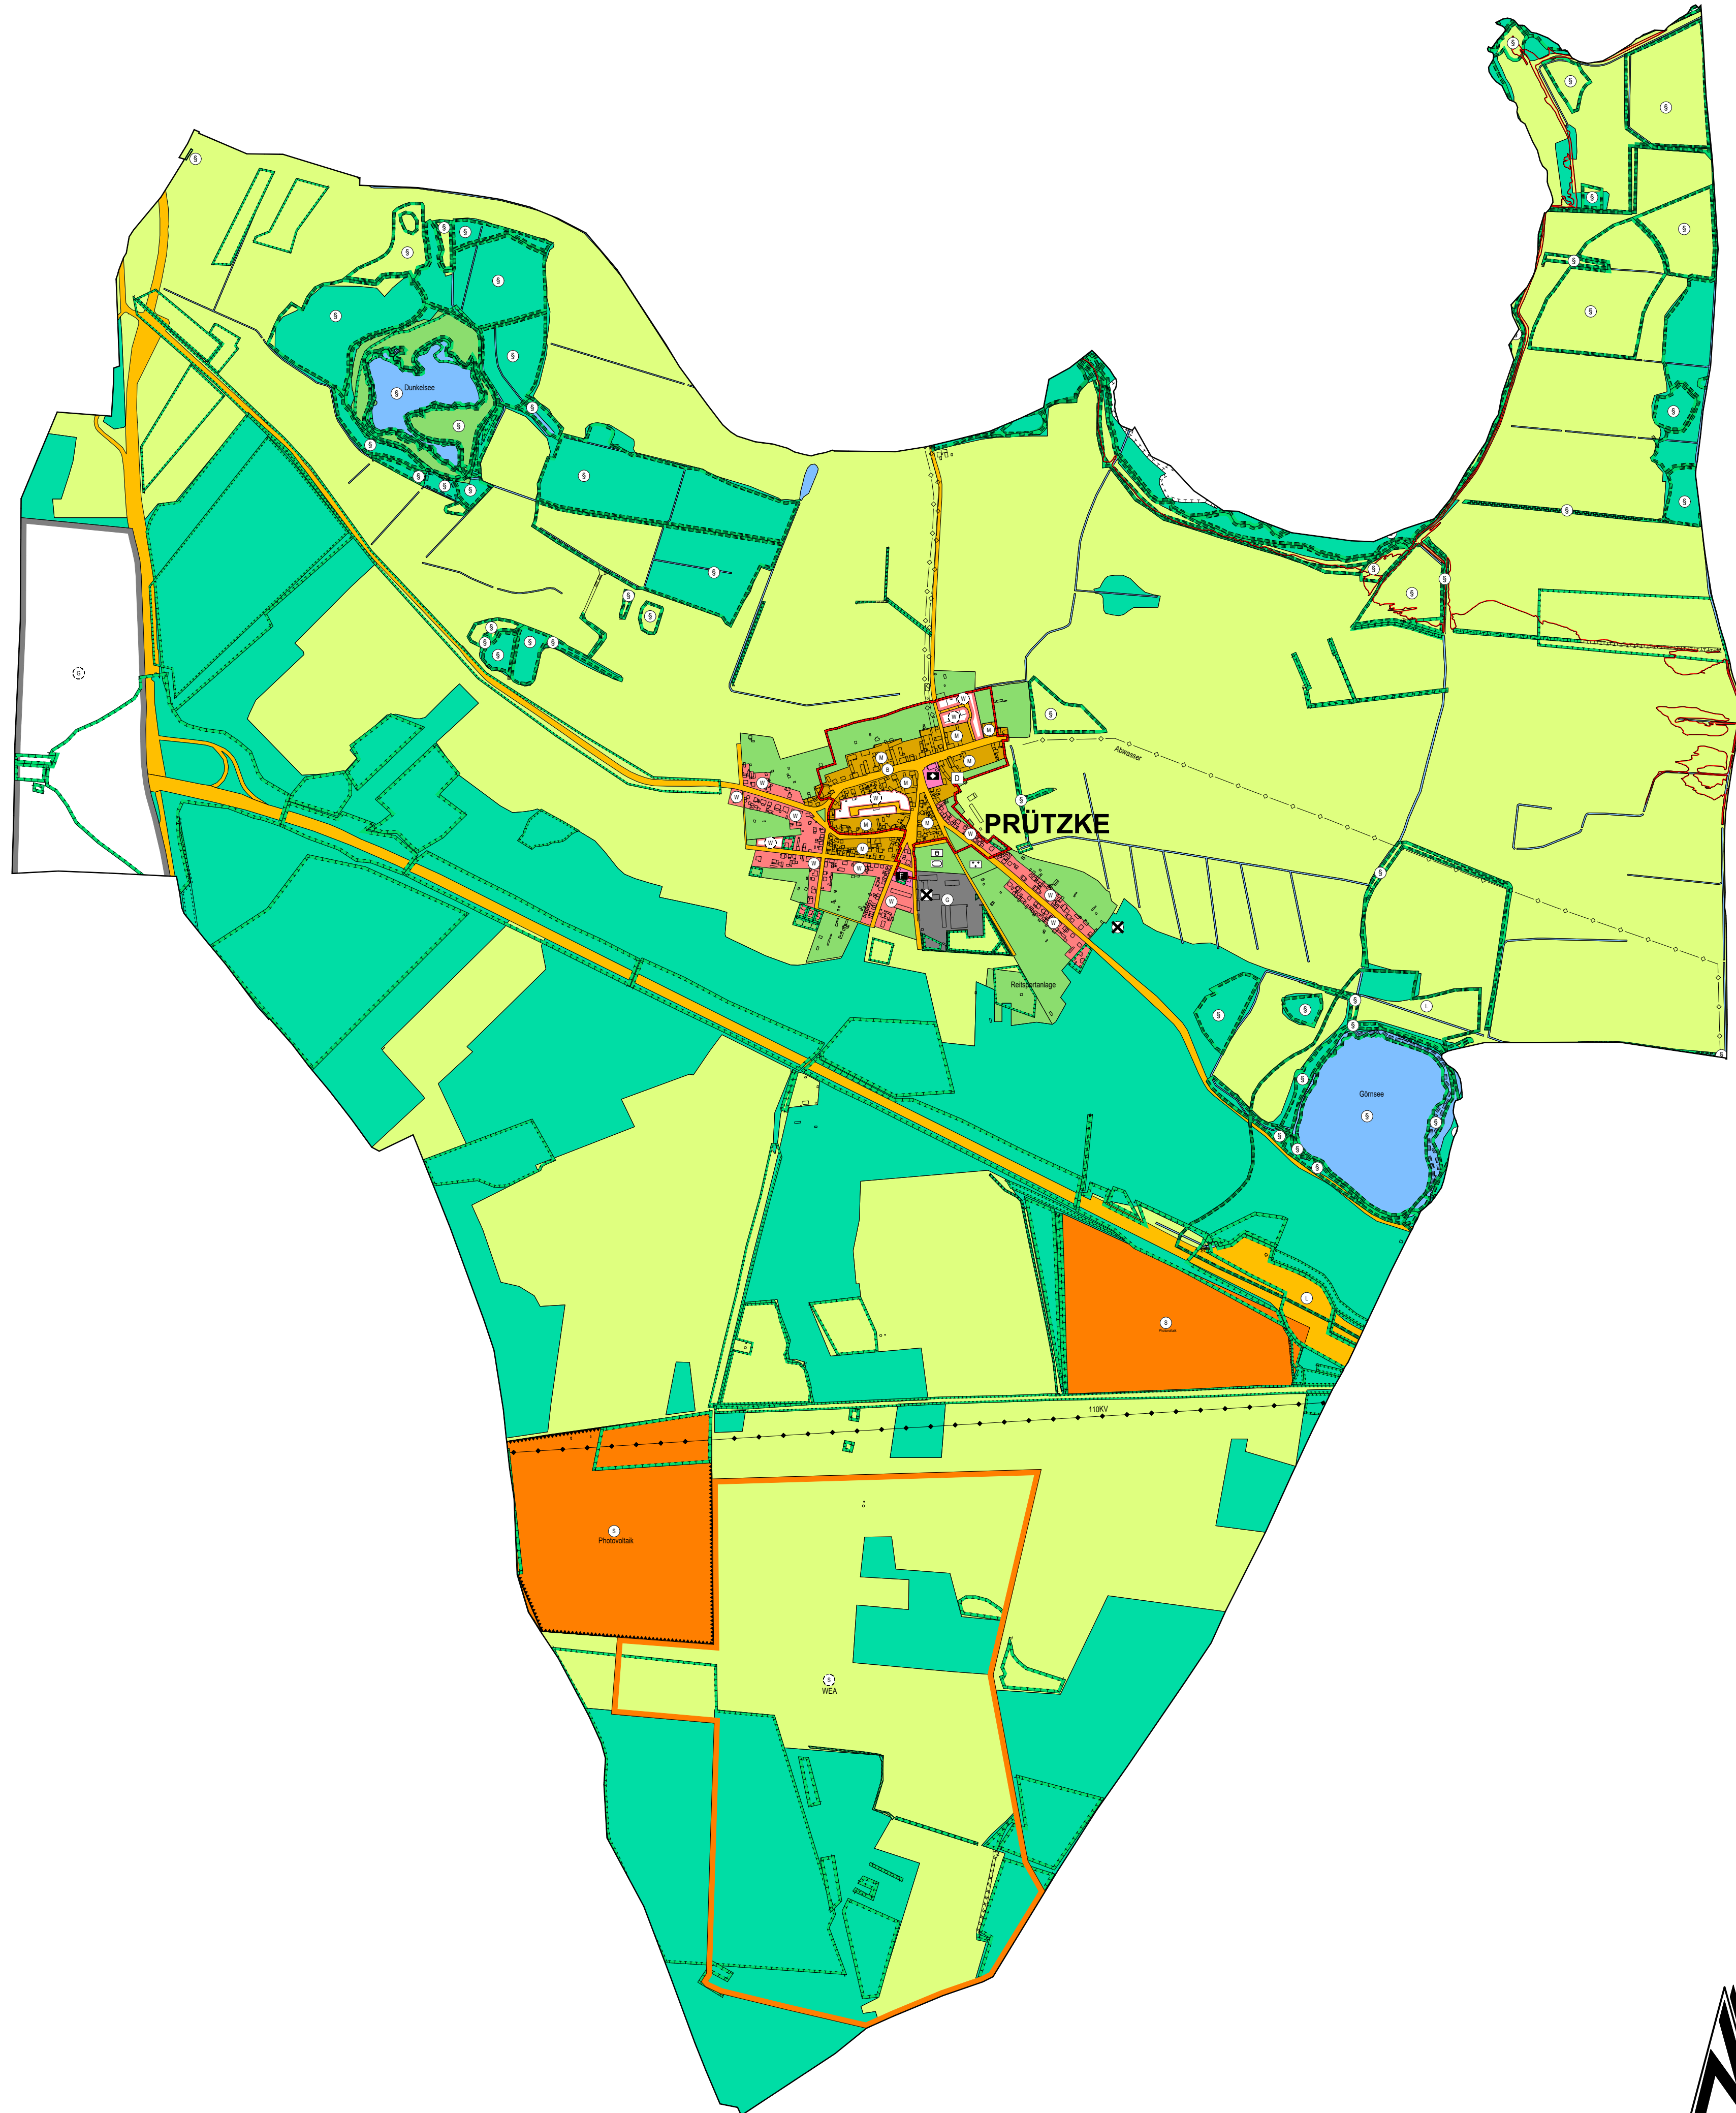 Dunkelsee
Abwasser
PRÜTZKE
Reitsportanlage
Görnsee
110KV
Photovoltaik
WEA